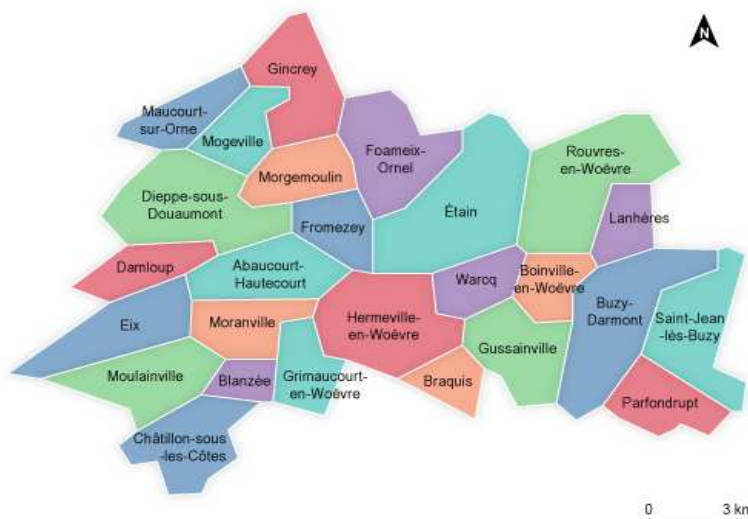 N
Gincrey
Maucourt-
sur-Orne
Mogeville
Foameix-
Ornel
Rouvres-
en-Woëvre
Morgemoulin
Dieppe-sous-
Douaumont
Étain
Lanhères
Fromezey
Damloup
Abaucourt-
Hautecourt
Warcq
Boinville-
en-Woëvre
Eix
Moranville
Hermeville-
en-Woëvre
Buzy-
Darmont
Saint-Jean
-lès-Buzy
Gussainville
Moulainville
Blanzée
Grimaucourt-
en-Woëvre
Braquis
Parfondrupt
Châtillon-sous
-les-Côtes
0 3 km